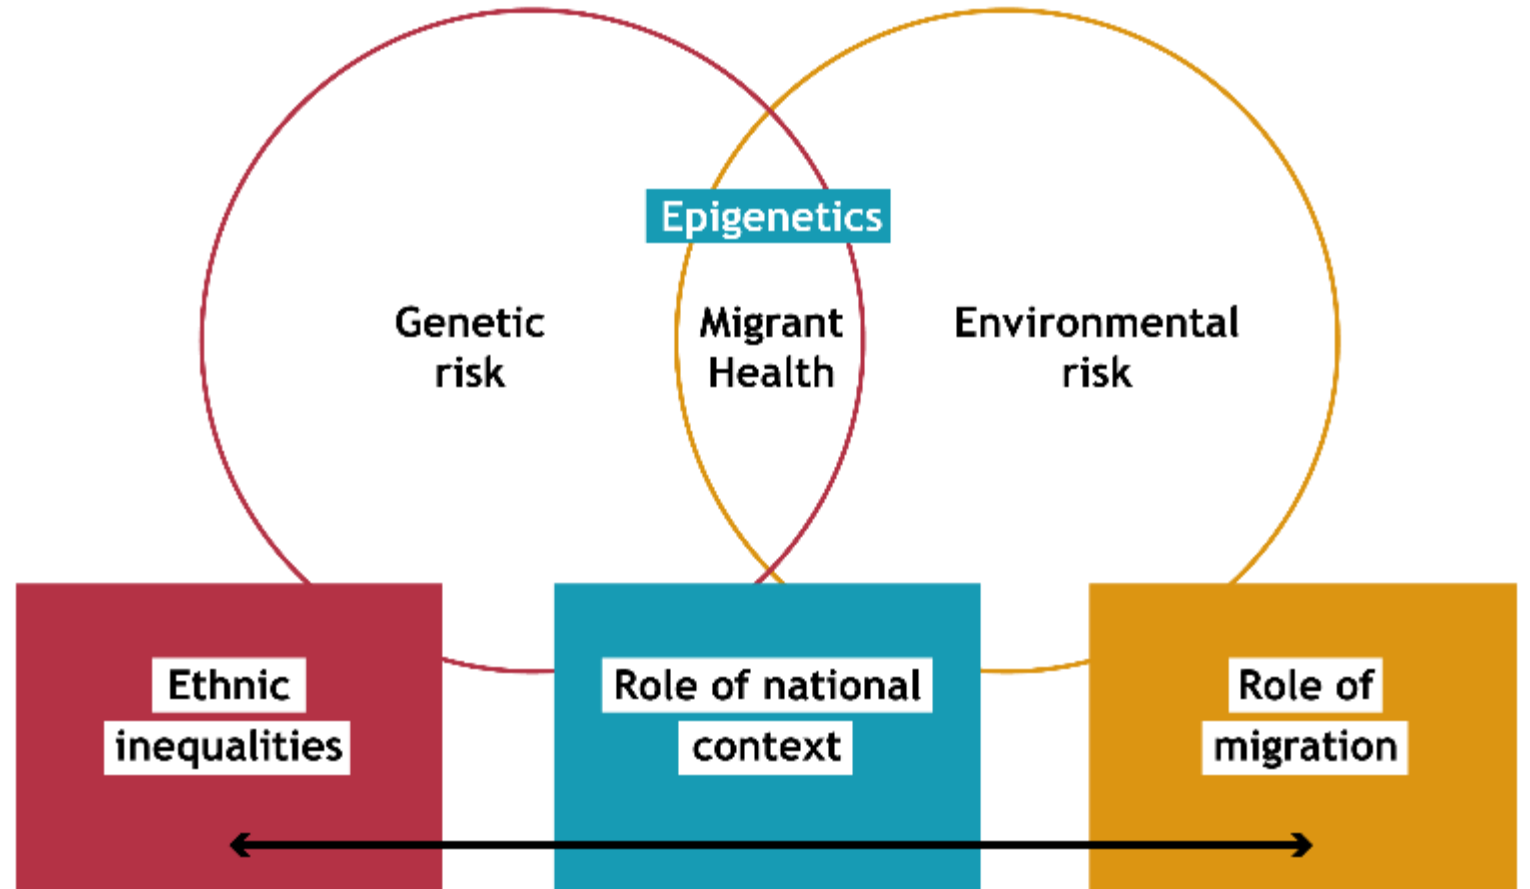 Epigenetics
Genetic
risk
Migrant
Health
Environmental
risk
Ethnic
inequalities
Role of national
context
Role of
migration